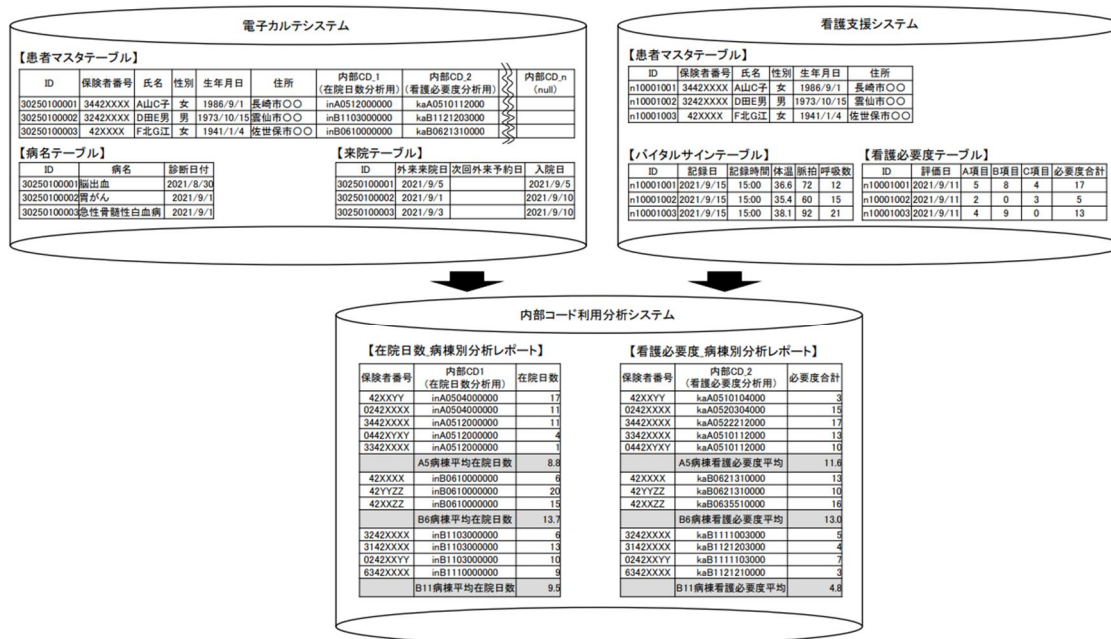 電子カルテシステム
【患者マスタテーブル】
ID 保険者番号 氏名 性別 生年月日 住所 内部CD_1 (在院日数分析用) 内部CD_2 (看護必要度分析用) 内部CD_n (null)
30250100001 3442XXXX A山C子 女 1986/9/1 長崎市○○ inA0512000000 kaA0510112000
30250100002 3242XXXX D田E男 男 1973/10/15 雲仙市○○ inB1103000000 kaB1121203000
30250100003 42XXXX F北G江 女 1941/1/4 佐世保市○○ inB0610000000 kaB0621310000
【病名テーブル】
ID 病名 診断日付
30250100001 脳出血 2021/8/30
30250100002 胃がん 2021/9/1
30250100003 急性骨髄性白血病 2021/9/1
【来院テーブル】
ID 外来来院日 次回外来予約日 入院日
30250100001 2021/9/5 2021/9/5
30250100002 2021/9/1 2021/9/10
30250100003 2021/9/3 2021/9/10
看護支援システム
【患者マスタテーブル】
ID 保険者番号 氏名 性別 生年月日 住所
n10001001 3442XXXX A山C子 女 1986/9/1 長崎市○○
n10001002 3242XXXX D田E男 男 1973/10/15 雲仙市○○
n10001003 42XXXX F北G江 女 1941/1/4 佐世保市○○
【バイタルサインテーブル】
ID 記録日 記録時間 体温 脈拍 呼吸数
n10001001 2021/9/15 15:00 36.6 72 12
n10001002 2021/9/15 15:00 35.4 60 15
n10001003 2021/9/15 15:00 38.1 92 21
【看護必要度テーブル】
ID 評価日 A項目 B項目 C項目 必要度合計
n10001001 2021/9/11 5 8 4 17
n10001002 2021/9/11 2 0 3 5
n10001003 2021/9/11 4 9 0 13
内部コード利用分析システム
【在院日数_病棟別分析レポート】
保険者番号 内部CD1 (在院日数分析用) 在院日数
42XXYY inA0504000000 17
0242XXXX inA0504000000 11
3442XXXX inA0512000000 11
0442XYXY inA0512000000 4
3342XXXX inA0512000000 1
A5病棟平均在院日数 8.8
42XXXX inB0610000000 6
42YYZZ inB0610000000 20
42XXZZ inB0610000000 15
B6病棟平均在院日数 13.7
3242XXXX inB1103000000 6
3142XXXX inB1103000000 13
0242XXYY inB1103000000 10
6342XXXX inB1110000000 9
B11病棟平均在院日数 9.5
【看護必要度_病棟別分析レポート】
保険者番号 内部CD_2 (看護必要度分析用) 必要度合計
42XXYY kaA0510104000 3
0242XXXX kaA0520304000 15
3442XXXX kaA0522212000 17
3342XXXX kaA0510112000 13
0442XYXY kaA0510112000 10
A5病棟看護必要度平均 11.6
42XXXX kaB0621310000 13
42YYZZ kaB0621310000 10
42XXZZ kaB0635510000 16
B6病棟看護必要度平均 13.0
3242XXXX kaB1111003000 5
3142XXXX kaB1121203000 4
0242XXYY kaB1111103000 7
6342XXXX kaB1121210000 3
B11病棟看護必要度平均 4.8